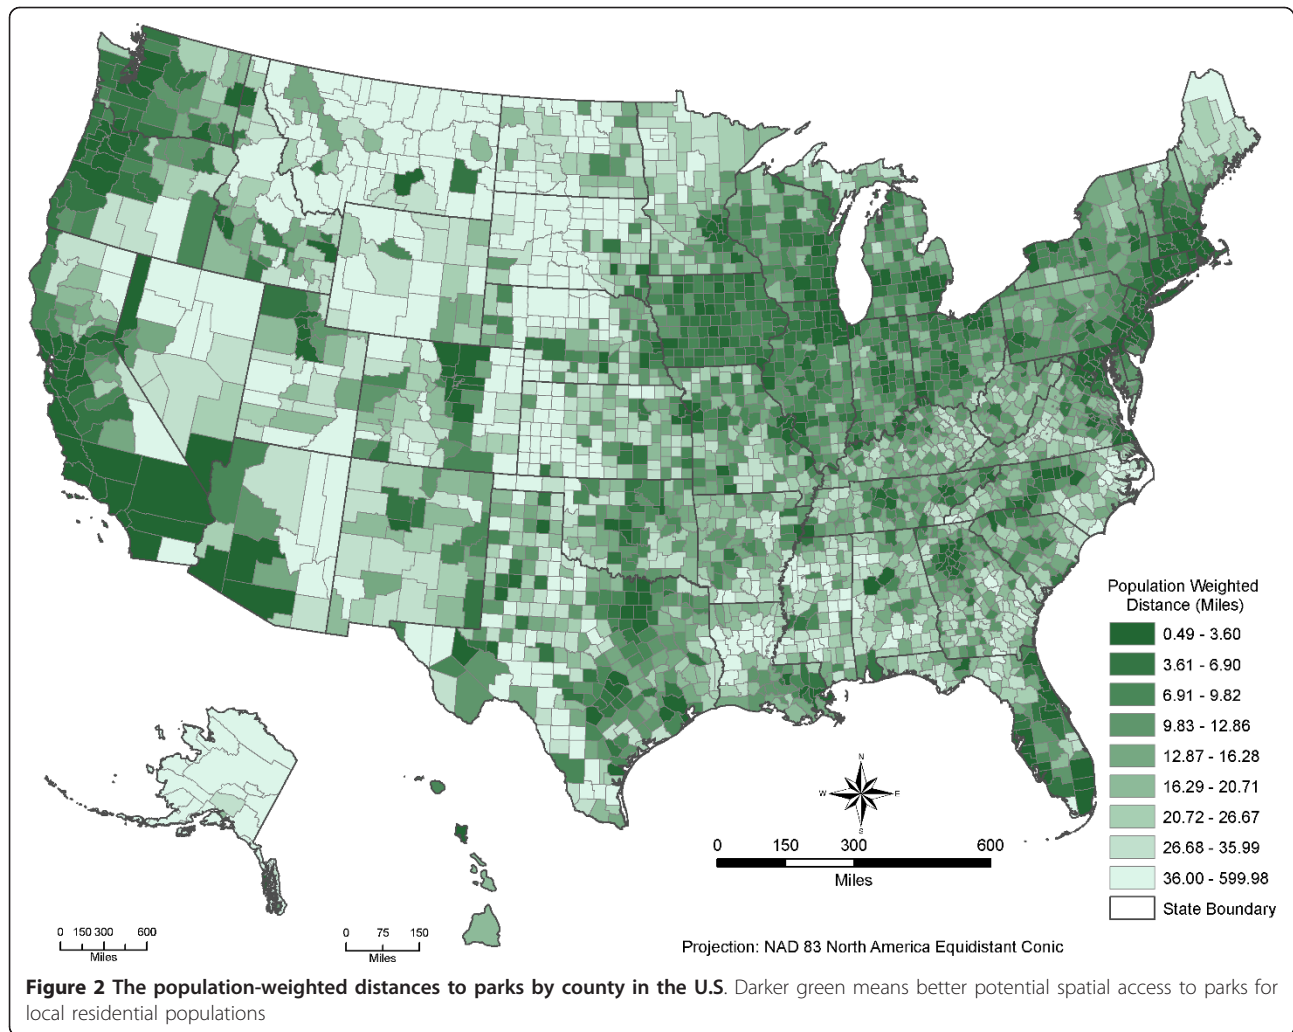 Population Weighted
Distance (Miles)
0.49 - 3.60
3.61 - 6.90
6.91 - 9.82
9.83 - 12.86
12.87 - 16.28
16.29 - 20.71
20.72 - 26.67
26.68 - 35.99
36.00 - 599.98
State Boundary
N
W E
S
0 150 300 600
Miles
0 150 300 600
Miles
0 75 150
Miles
Projection: NAD 83 North America Equidistant Conic
Figure 2 The population-weighted distances to parks by county in the U.S. Darker green means better potential spatial access to parks for
local residential populations